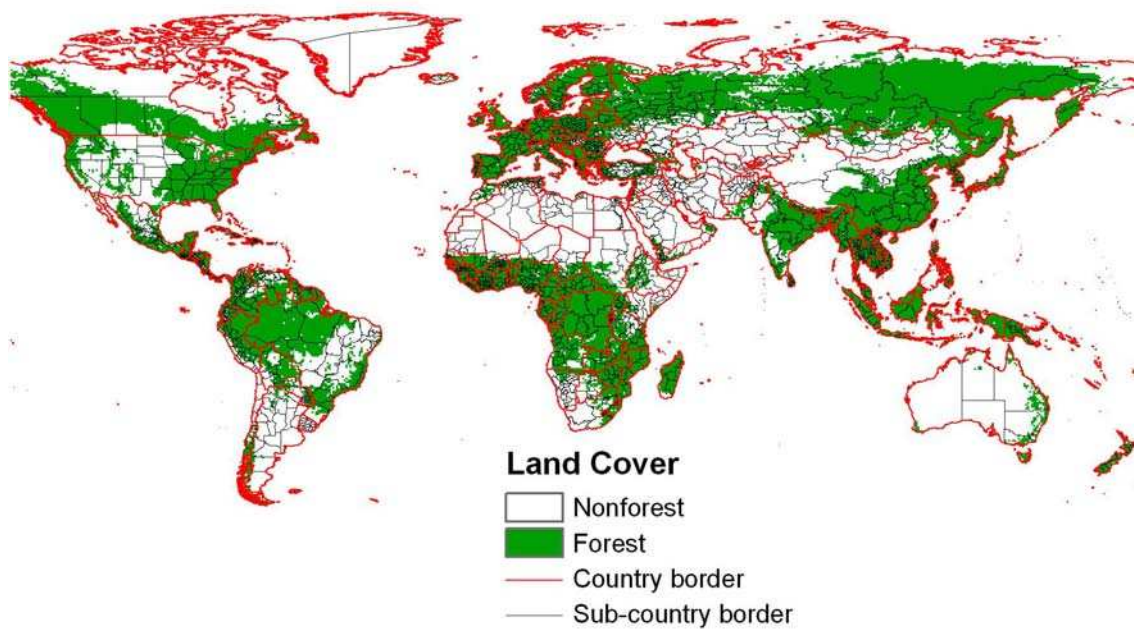 Land Cover
Nonforest
Forest
Country border
Sub-country border